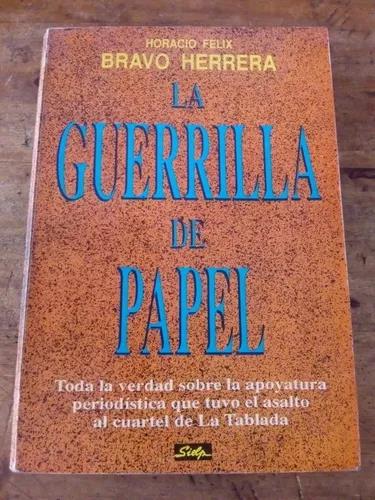 HORACIO FELIX
BRAVO HERRERA
LA
GUERRILLA
DE
PAPEL
Toda la verdad sobre la apoyatura
periodística que tuvo el asalto
al cuartel de La Tablada
Sielp